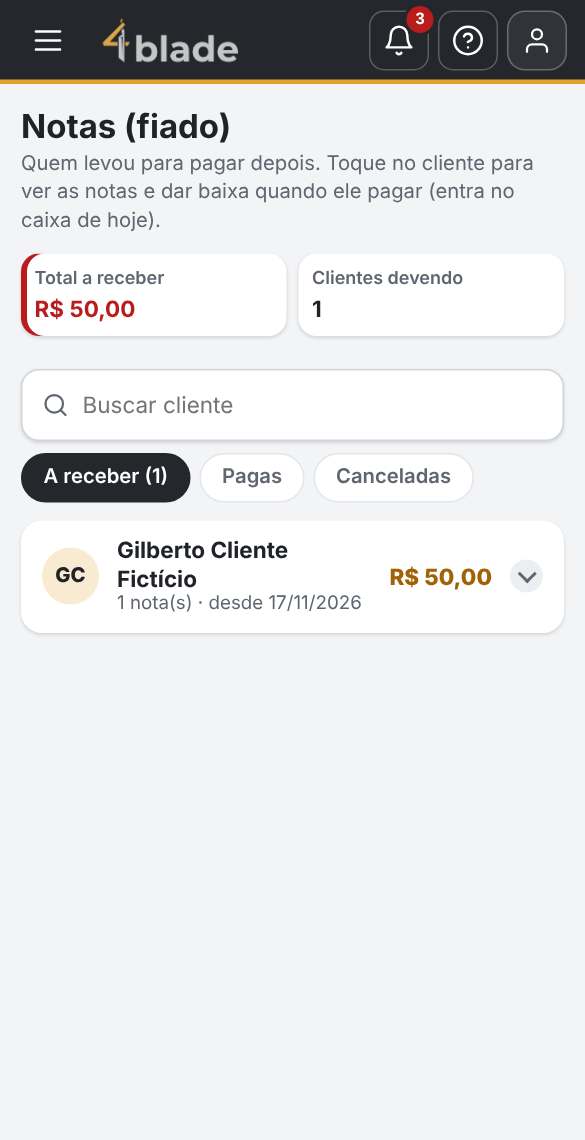 4blade
3
Notas (fiado)
Quem levou para pagar depois. Toque no cliente para
ver as notas e dar baixa quando ele pagar (entra no
caixa de hoje).
Total a receber
R$ 50,00
Clientes devendo
1
Buscar cliente
A receber (1)
Pagas
Canceladas
GC
Gilberto Cliente
Fictício
1 nota(s) · desde 17/11/2026
R$ 50,00